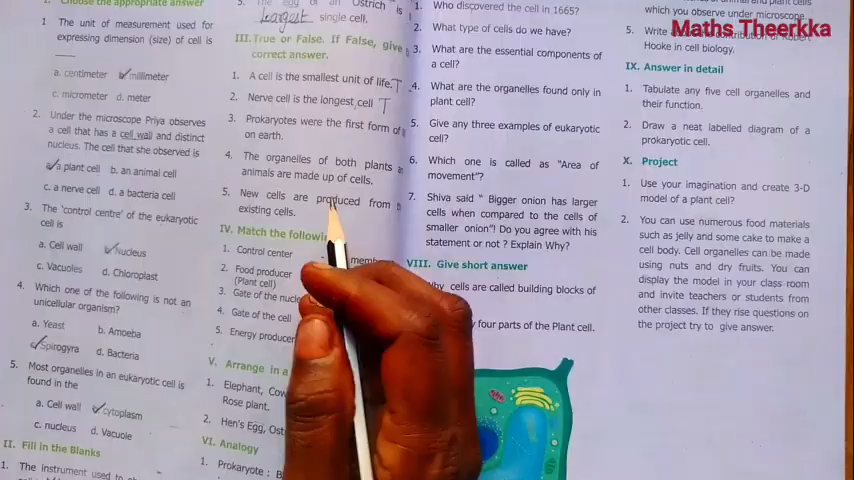 Choose the appropriate answer
1 The unit of measurement used for
expressing dimension (size) of cell is
a. centimeter b. millimeter
c. micrometer d. meter
2. Under the microscope Priya observes
a cell that has a cell wall and distinct
nucleus. The cell that she observed is
a plant cell b. an animal cell
c. a nerve cell d. a bacteria cell
3. The 'control centre' of the eukaryotic
cell is
a. Cell wall Nucleus
c. Vacuoles d. Chloroplast
4. Which one of the following is not an
unicellular organism?
a. Yeast b. Amoeba
Spirogyra d. Bacteria
5. Most organelles in an eukaryotic cell is
found in the
a. Cell wall cytoplasm
c. nucleus d. Vacuole
II. Fill in the Blanks
1. The instrument used to
5. The egg of an Ostrich is
largest single cell.
III. True or False. If False, give
correct answer.
1. A cell is the smallest unit of life. T
2. Nerve cell is the longest cell T
3. Prokaryotes were the first form of
on earth.
4. The organelles of both plants
animals are made up of cells.
5. New cells are produced from
existing cells.
IV. Match the following
1. Control center
2. Food producer
(Plant cell)
3. Gate of the
4. Gate of the cell
5. Energy producer
V. Arrange in a
1. Elephant, Cow
Rose plant.
2. Hen's Egg,
VI. Analogy
1. Prokaryote :
1. Who discovered the cell in 1665?
2. What type of cells do we have?
3. What are the essential components of
a cell?
4. What are the organelles found only in
plant cell?
5. Give any three examples of eukaryotic
cell?
6. Which one is called as "Area of
movement"?
7. Shiva said " Bigger onion has larger
cells when compared to the cells of
smaller onion"! Do you agree with his
statement or not ? Explain Why?
VIII. Give short answer
cells are called building blocks of
four parts of the Plant cell.
which you observe under microscope.
5. Write contribution of Robert
Hooke in cell biology.
Maths Theerkka
IX. Answer in detail
1. Tabulate any five cell organelles and
their function.
2. Draw a neat labelled diagram of a
prokaryotic cell.
X. Project
1. Use your imagination and create 3-D
model of a plant cell?
2. You can use numerous food materials
such as jelly and some cake to make a
cell body. Cell organelles can be made
using nuts and dry fruits. You can
display the model in your class room
and invite teachers or students from
other classes. If they rise questions on
the project try to give answer.